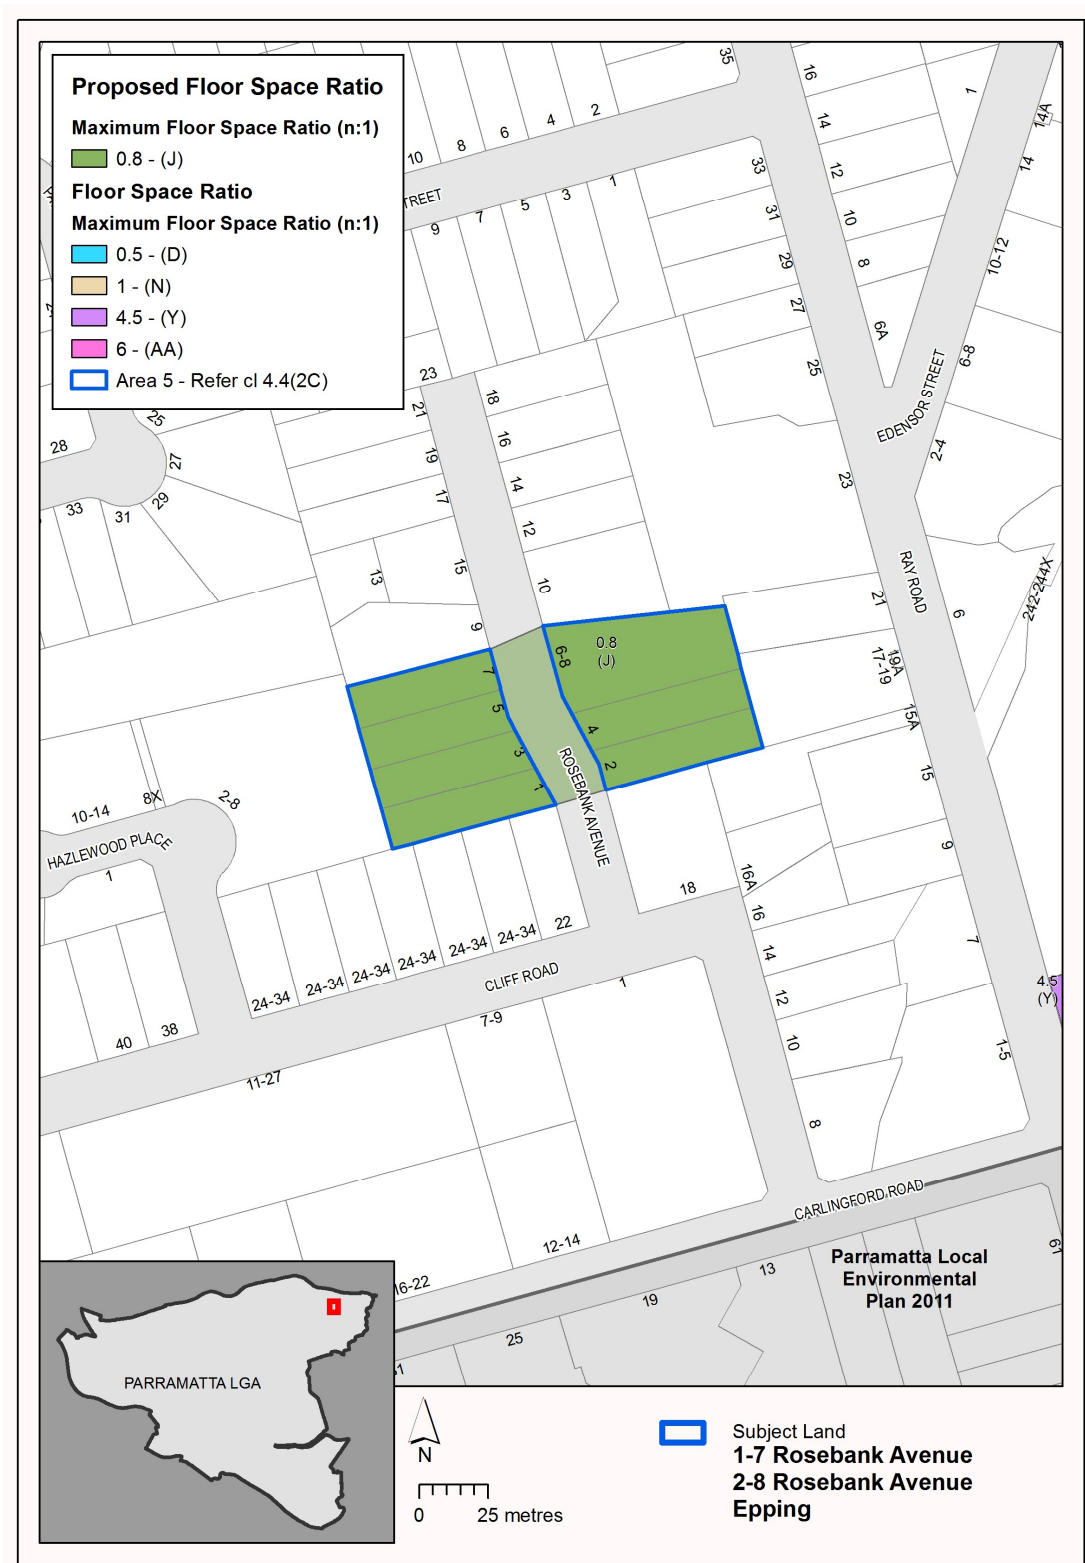 Proposed Floor Space Ratio
Maximum Floor Space Ratio (n:1)
0.8 - (J)
Floor Space Ratio
Maximum Floor Space Ratio (n:1)
0.5 - (D)
1 - (N)
4.5 - (Y)
6 - (AA)
Area 5 - Refer cl 4.4(2C)
35
16
1
2
4
6
8
10
14
14A
14
12
33
TREET
1
3
5
7
9
31
10
29
8
10-12
27
6A
6-8
25
EDENSOR STREET
23
18
21
16
25
28
27
19
14
2-4
23
29
17
33
31
12
RAY ROAD
242-244X
13
15
10
21
6
9
0.8
(J)
6-8
7
19A
17-19
5
15A
4
3
2
1
ROSEBANK AVENUE
15
8X
2-8
10-14
HAZLEWOOD PLACE
1
9
16A
18
16
22
24-34
24-34
24-34
24-34
24-34
24-34
14
7
CLIFF ROAD
1
4.5
(Y)
12
7-9
38
40
10
1-5
11-27
8
CARLINGFORD ROAD
12-14
61
Parramatta Local
Environmental
Plan 2011
13
16-22
19
25
PARRAMATTA LGA
N
0
25 metres
Subject Land
1-7 Rosebank Avenue
2-8 Rosebank Avenue
Epping